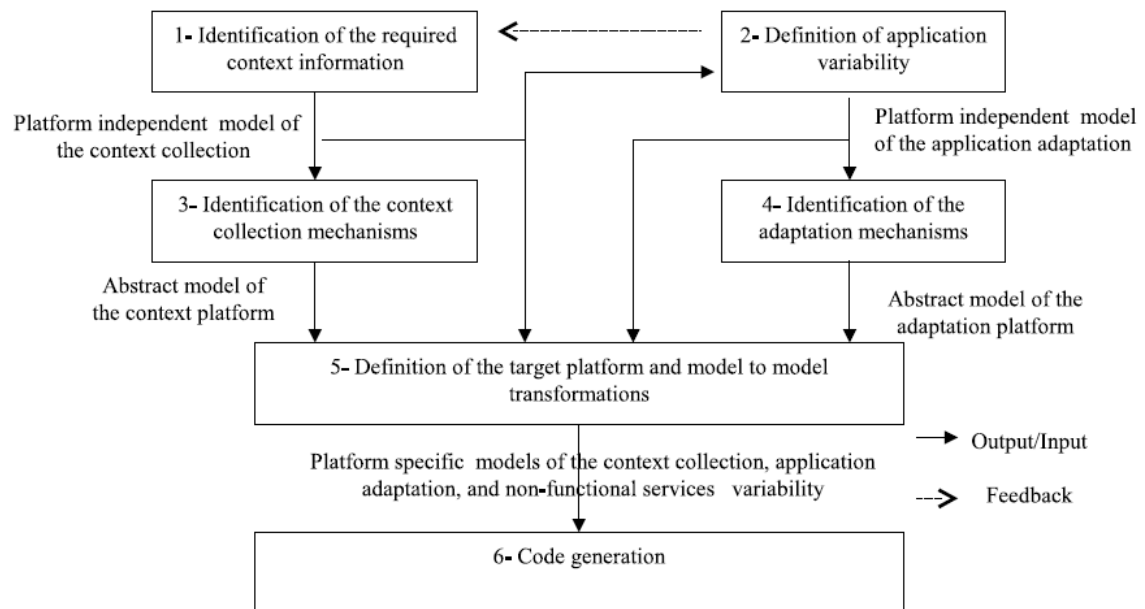 1- Identification of the required
context information
2- Definition of application
variability
Platform independent model of
the context collection
Platform independent model
of the application adaptation
3- Identification of the context
collection mechanisms
4- Identification of the
adaptation mechanisms
Abstract model of
the context platform
Abstract model of the
adaptation platform
5- Definition of the target platform and model to model
transformations
Output/Input
Platform specific models of the context collection, application
adaptation, and non-functional services variability
Feedback
6- Code generation